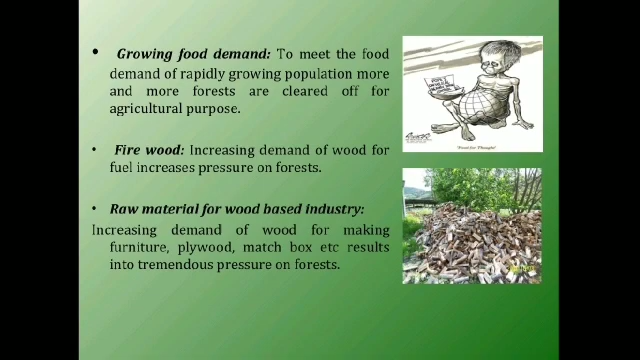 • Growing food demand: To meet the food
demand of rapidly growing population more
and more forests are cleared off for
agricultural purpose.
• Fire wood: Increasing demand of wood for
fuel increases pressure on forests.
• Raw material for wood based industry:
Increasing demand of wood for making
furniture, plywood, match box etc results
into tremendous pressure on forests.
"Food for Thought"